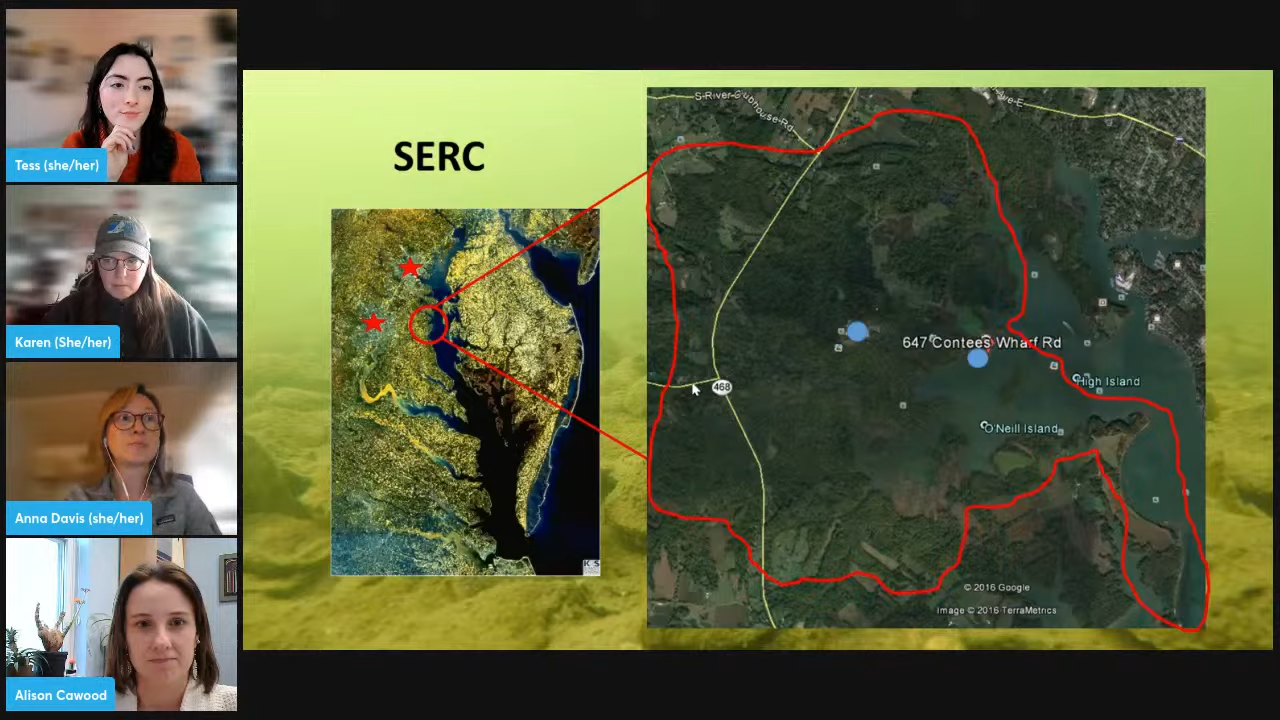 Tess (she/her)
Karen (She/her)
Anna Davis (she/her)
Alison Cawood
SERC
S River Clubhouse Rd
Ave E
647 Contees Wharf Rd
468
High Island
O'Neill Island
© 2016 Google
Image © 2016 TerraMetrics